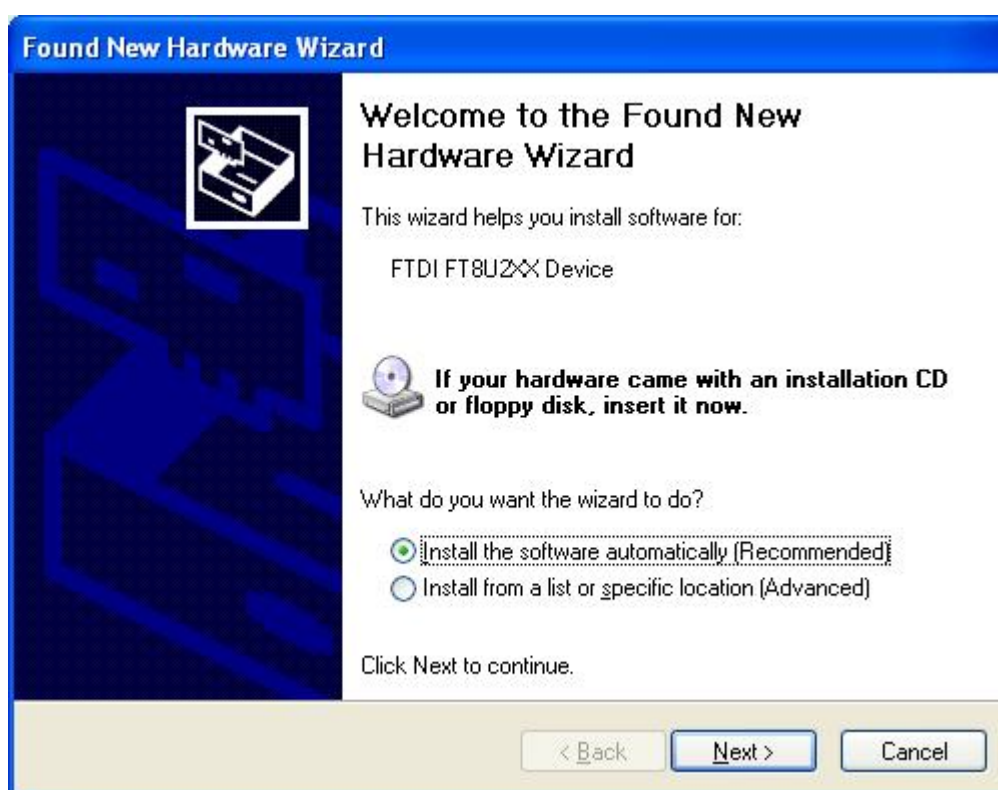 Found New Hardware Wizard
Welcome to the Found New
Hardware Wizard
This wizard helps you install software for:
FTDI FT8U2XX Device
If your hardware came with an installation CD
or floppy disk, insert it now.
What do you want the wizard to do?
Install the software automatically (Recommended)
Install from a list or specific location (Advanced)
Click Next to continue.
< Back Next > Cancel